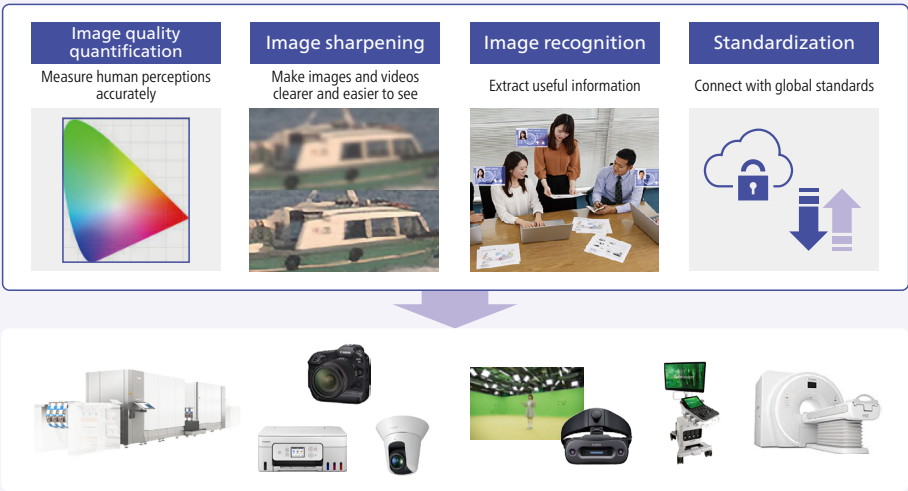 Image quality
quantification
Measure human perceptions
accurately
Image sharpening
Make images and videos
clearer and easier to see
Image recognition
Extract useful information
Standardization
Connect with global standards
Canon